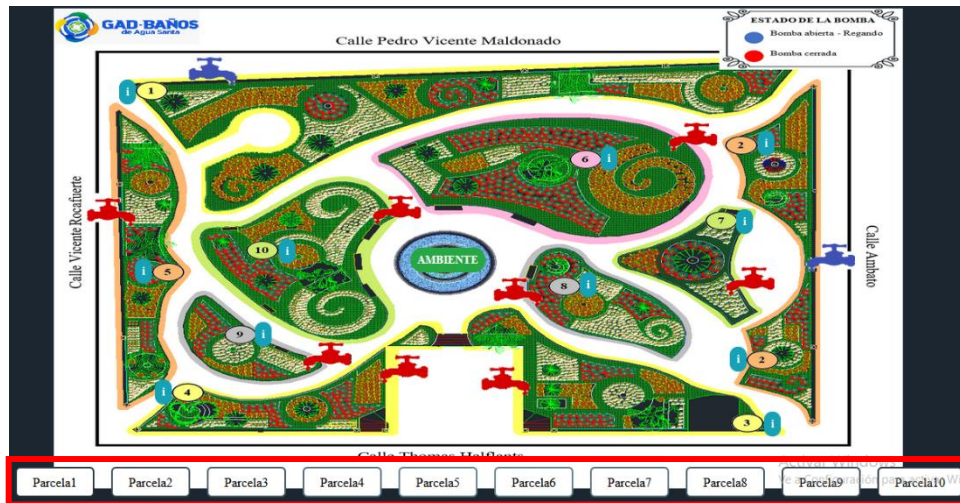 GAD-BAÑOS
de Agua Santa
ESTADO DE LA BOMBA
Bomba abierta - Regando
Bomba cerrada
Calle Pedro Vicente Maldonado
i 1
2 i
6 i
Calle Vicente Rocafuerte
7 i
10 i
AMBIENTE
Calle Ambato
i 5
8 i
9 i
i 2
i 4
3 i
Calle Thomas Halflants
Activar Windows
Parcela1
Parcela2
Parcela3
Parcela4
Parcela5
Parcela6
Parcela7
Parcela8
Parcela9
Parcela10